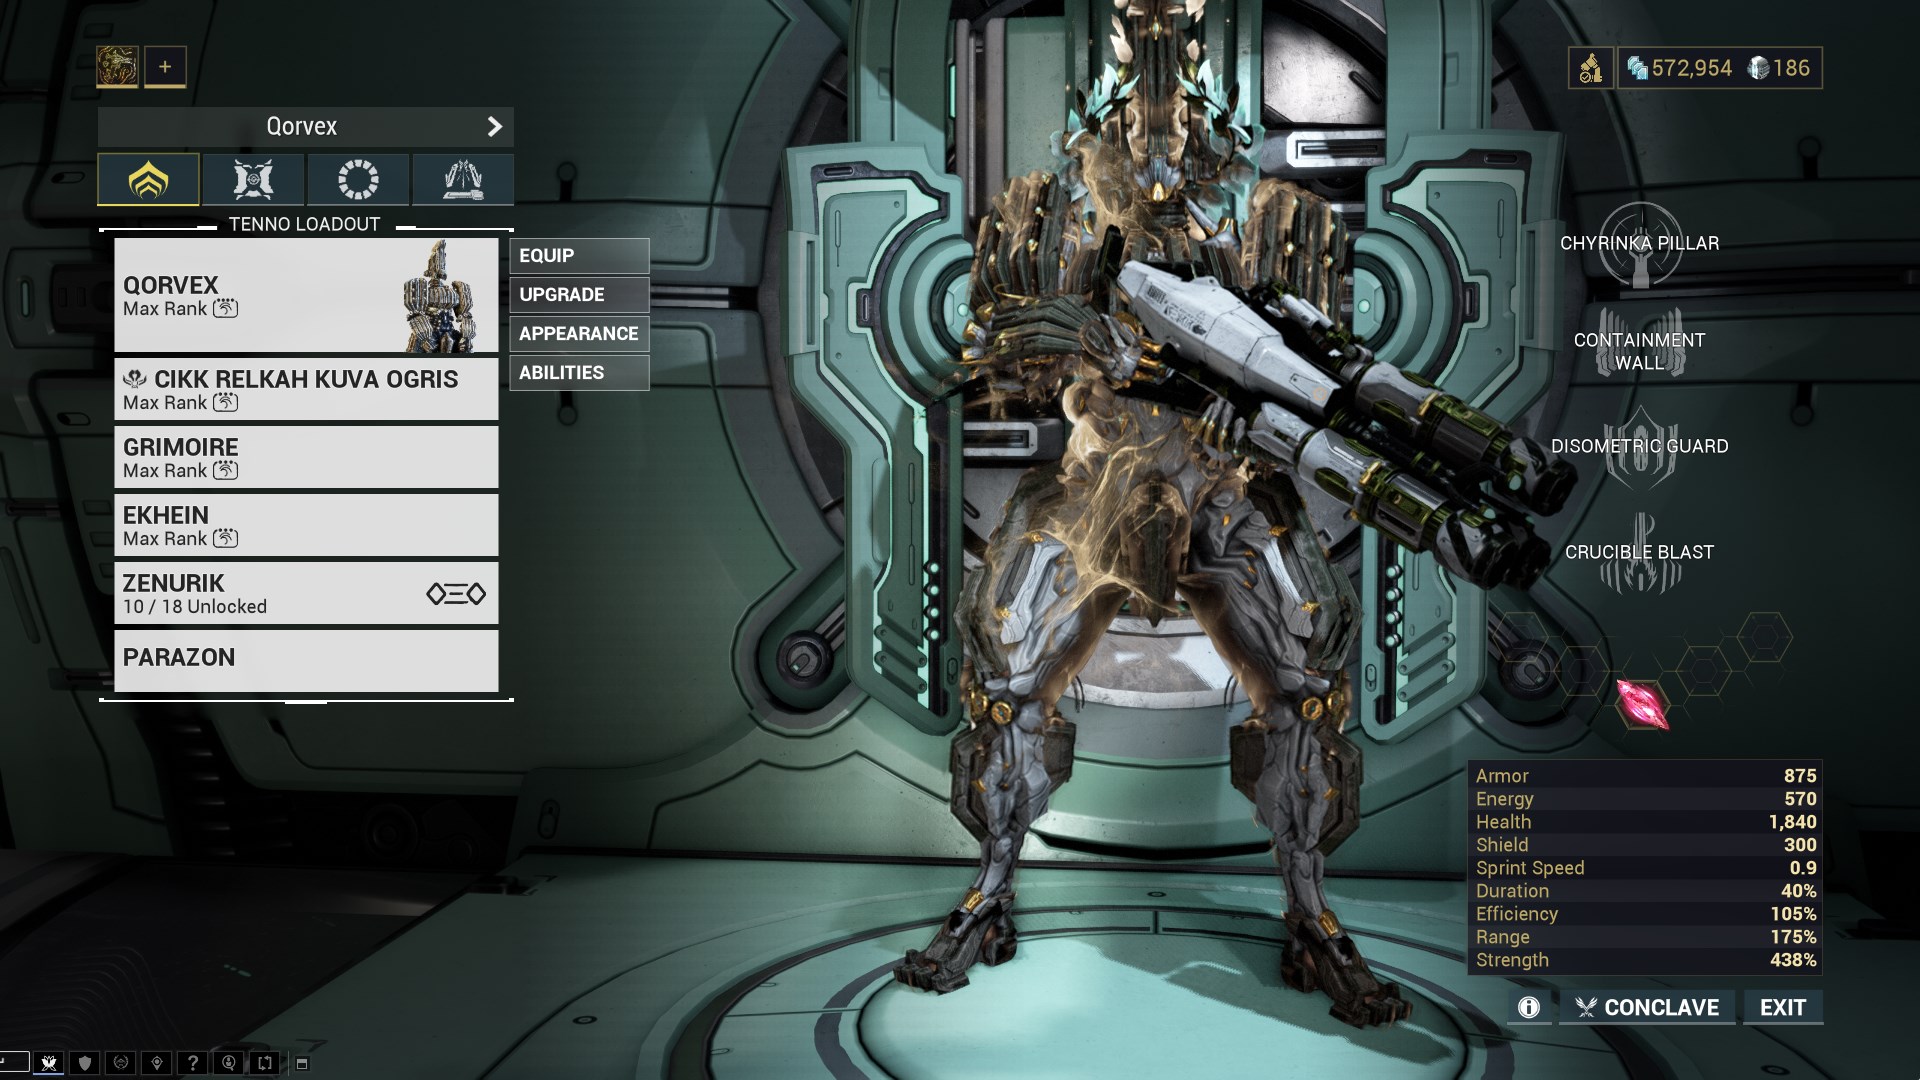 +
572,954
186
Qorvex
TENNO LOADOUT
QORVEX
Max Rank
CIKK RELKAH KUVA OGRIS
Max Rank
GRIMOIRE
Max Rank
EKHEIN
Max Rank
ZENURIK
10 / 18 Unlocked
PARAZON
EQUIP
UPGRADE
APPEARANCE
ABILITIES
CHYRINKA PILLAR
CONTAINMENT
WALL
DISOMETRIC GUARD
CRUCIBLE BLAST
Armor 875
Energy 570
Health 1,840
Shield 300
Sprint Speed 0.9
Duration 40%
Efficiency 105%
Range 175%
Strength 438%
CONCLAVE
EXIT
?